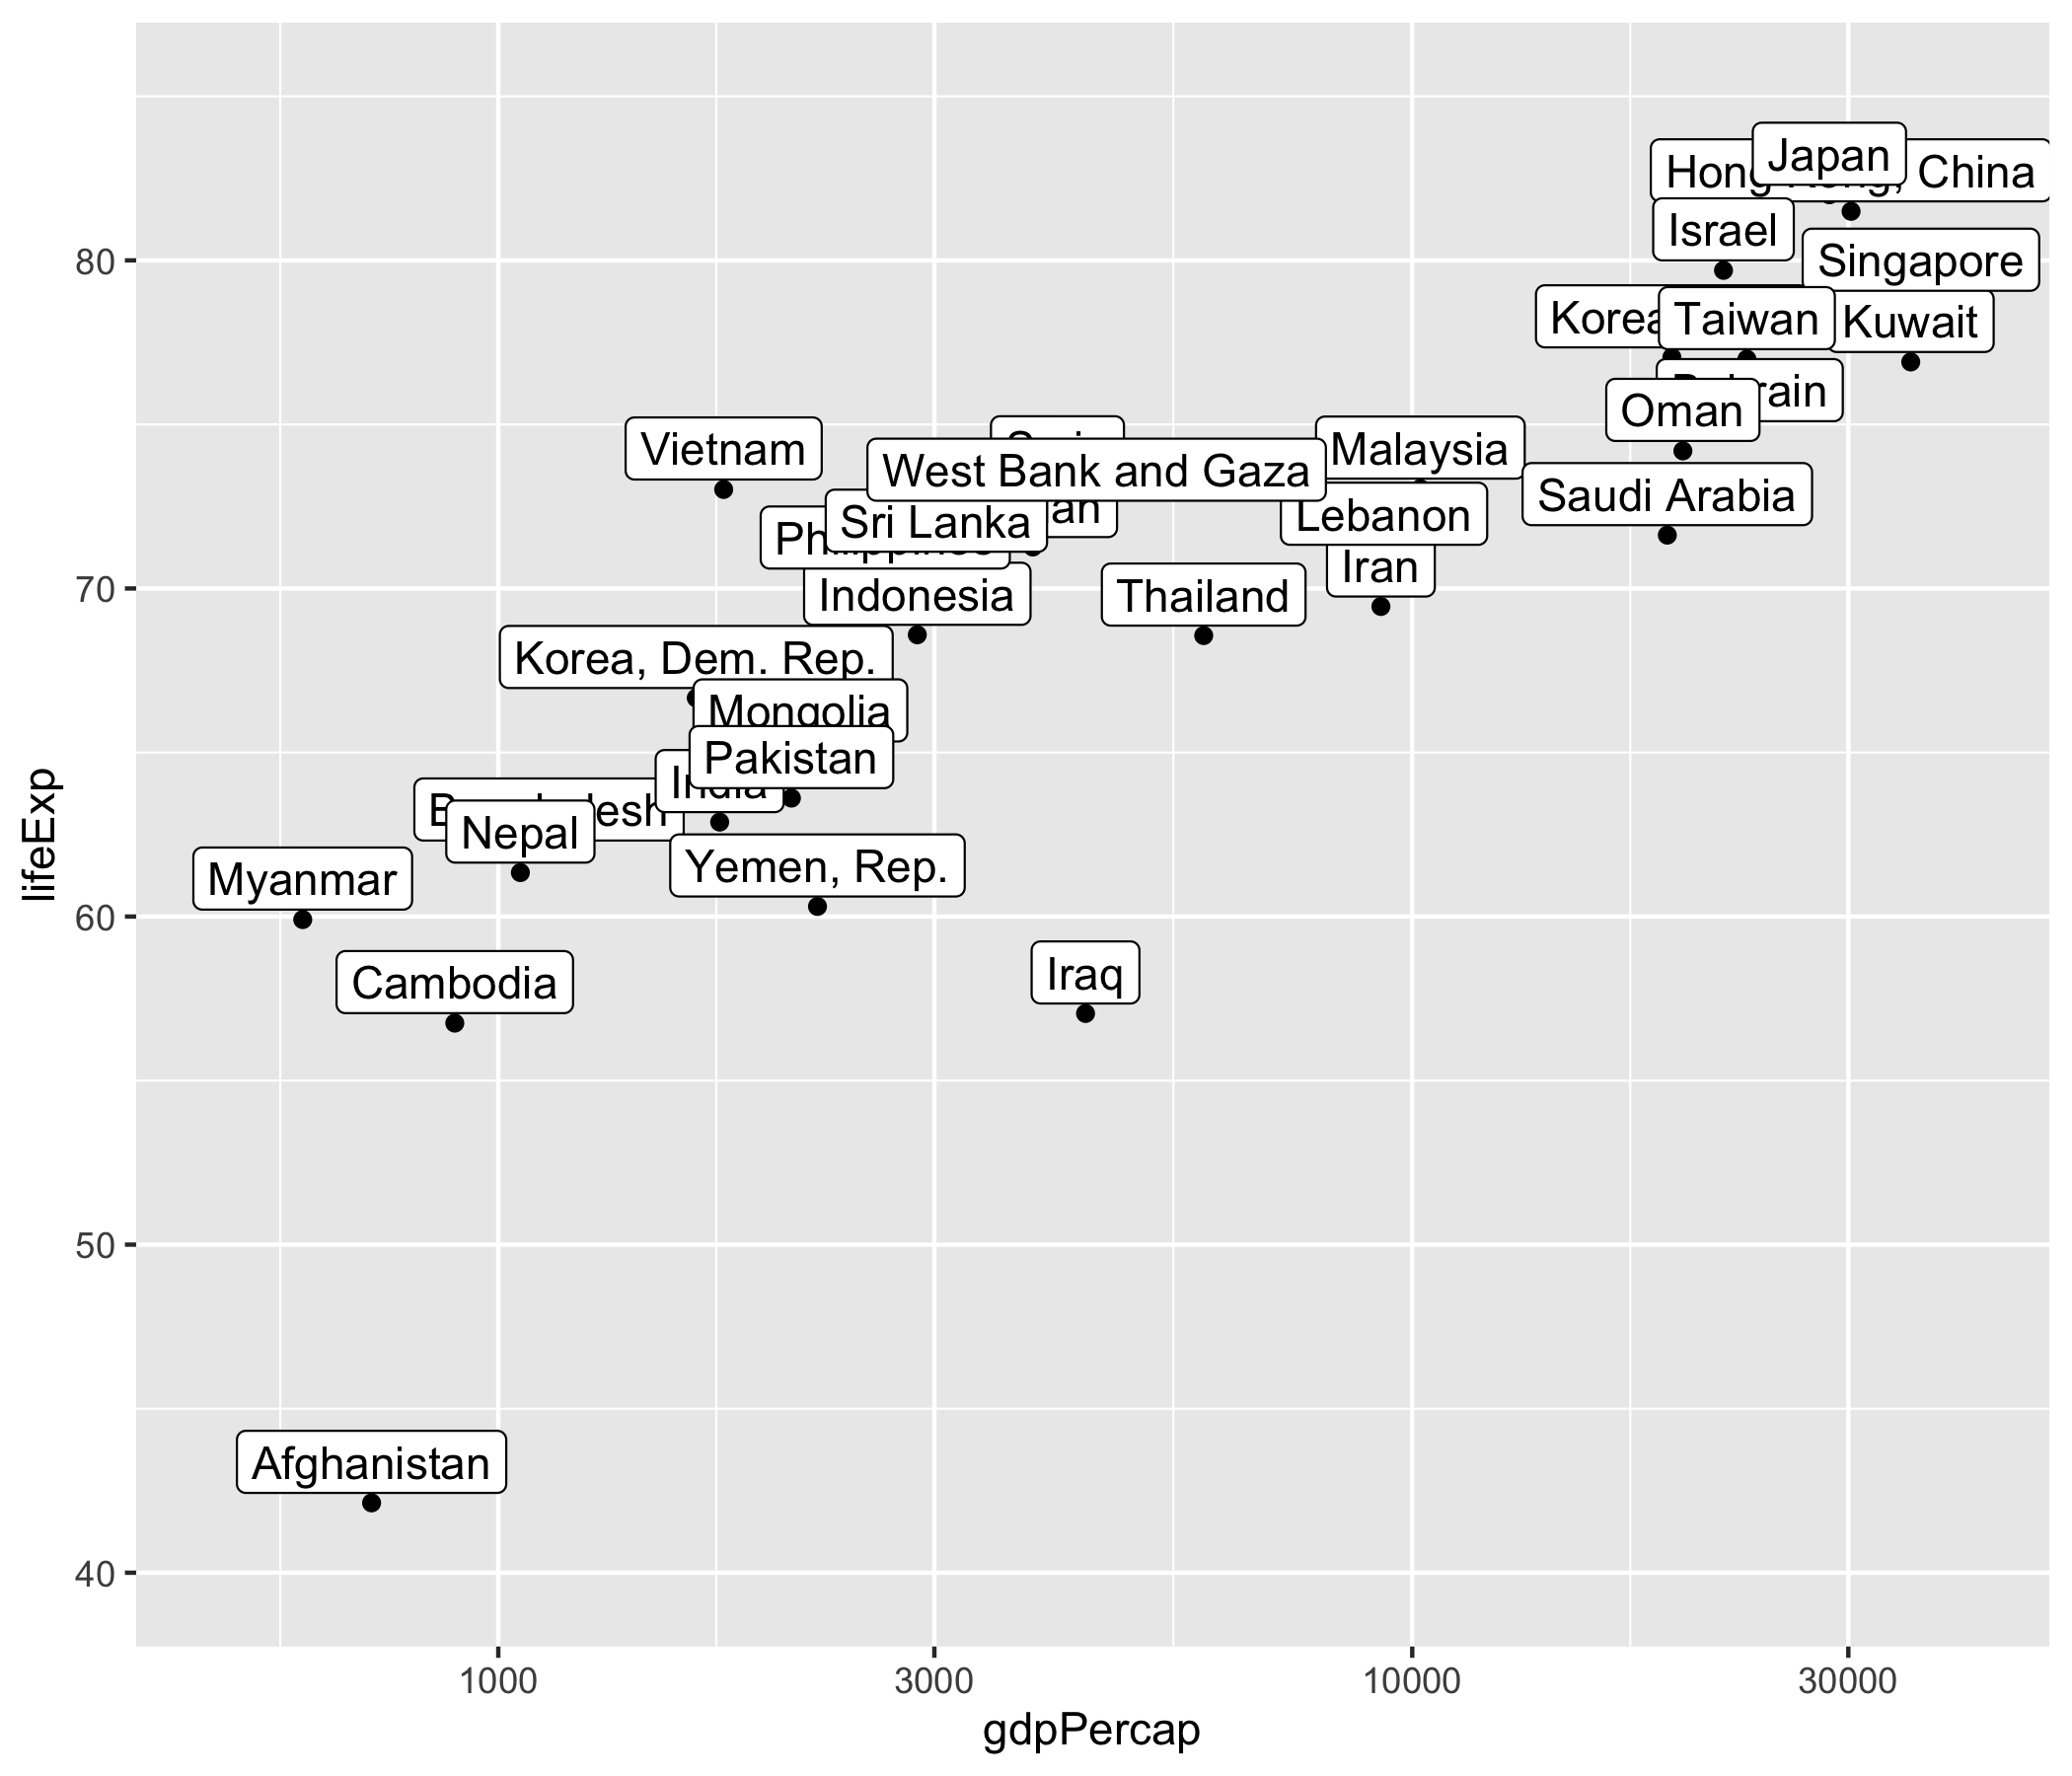 Japan
Hong Kong, China
Israel
80
Singapore
Korea
Taiwan
Kuwait
Oman
Vietnam
Malaysia
West Bank and Gaza
Saudi Arabia
Sri Lanka
Lebanon
Iran
70
Indonesia
Thailand
Korea, Dem. Rep.
Mongolia
Pakistan
India
Nepal
Yemen, Rep.
Myanmar
60
Cambodia
Iraq
50
Afghanistan
40
lifeExp
1000 3000 10000 30000
gdpPercap